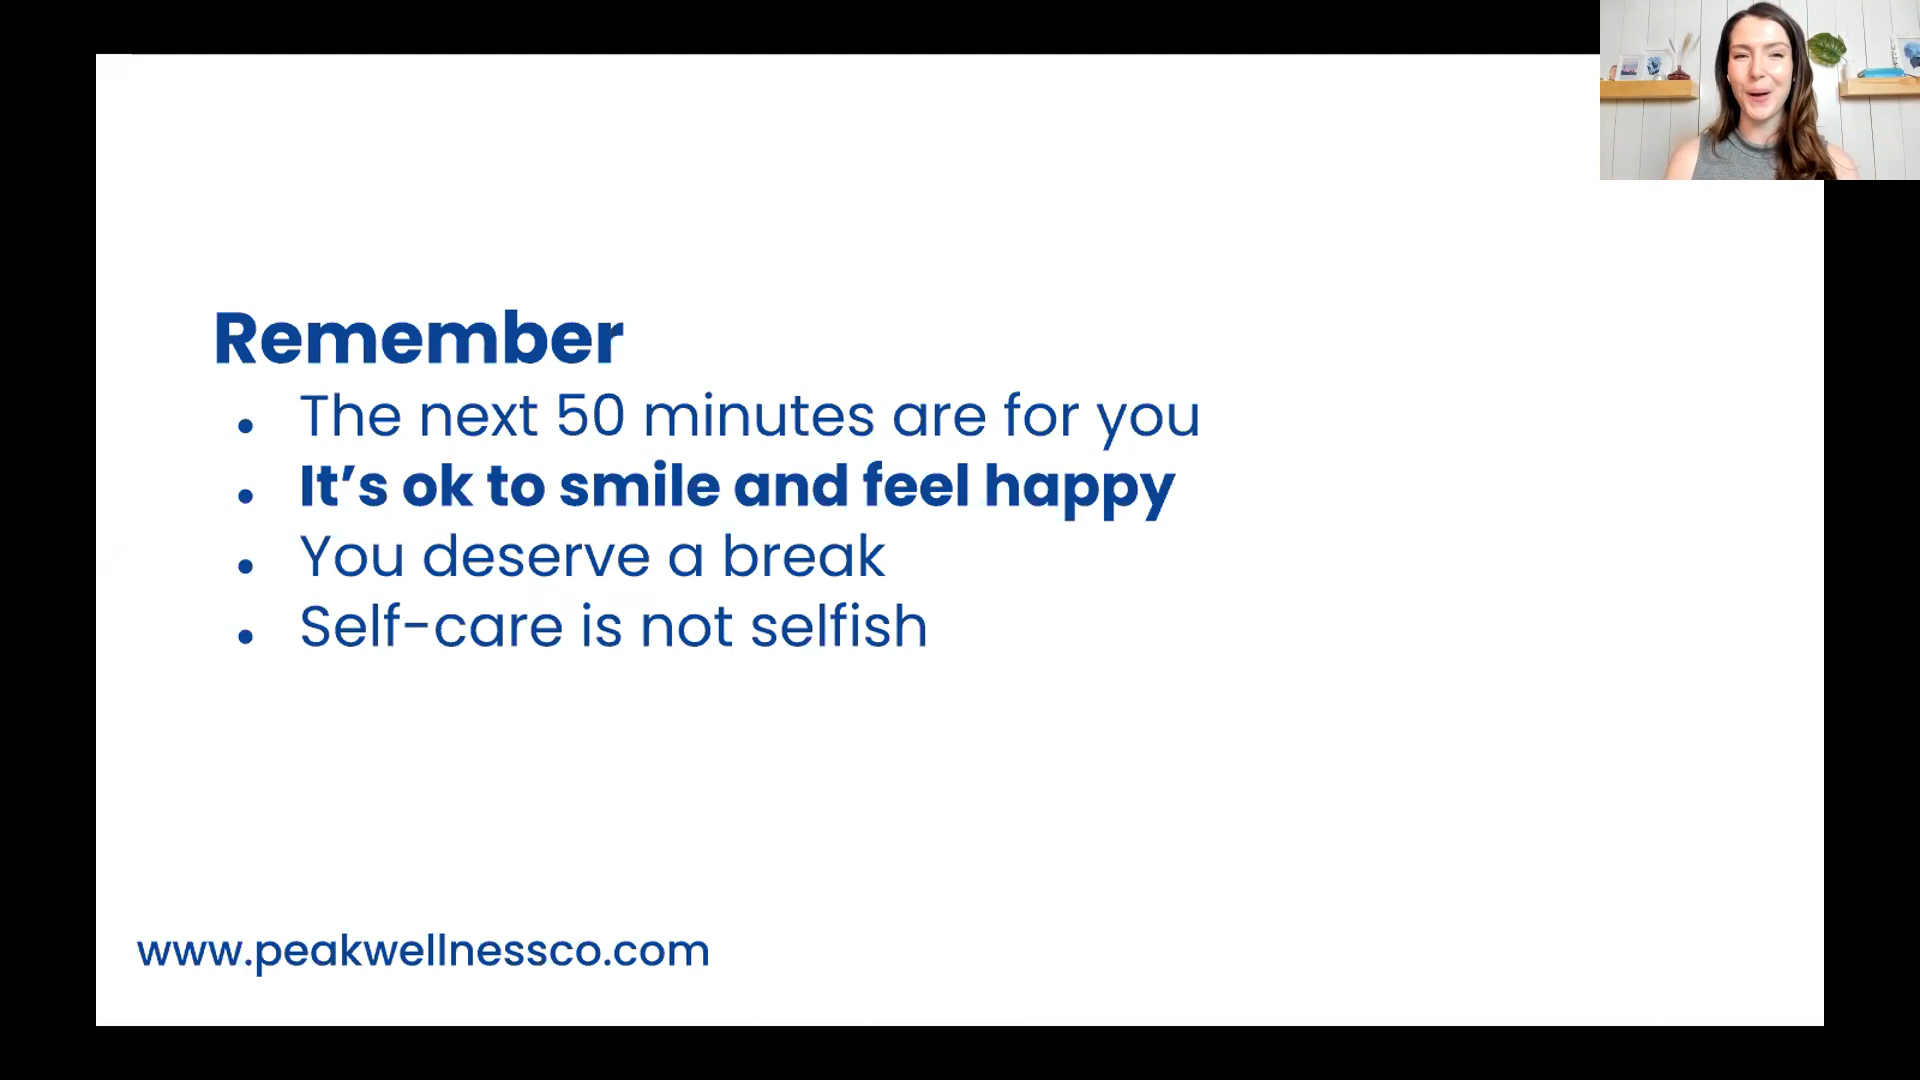 Remember
• The next 50 minutes are for you
• It’s ok to smile and feel happy
• You deserve a break
• Self-care is not selfish
www.peakwellnessco.com